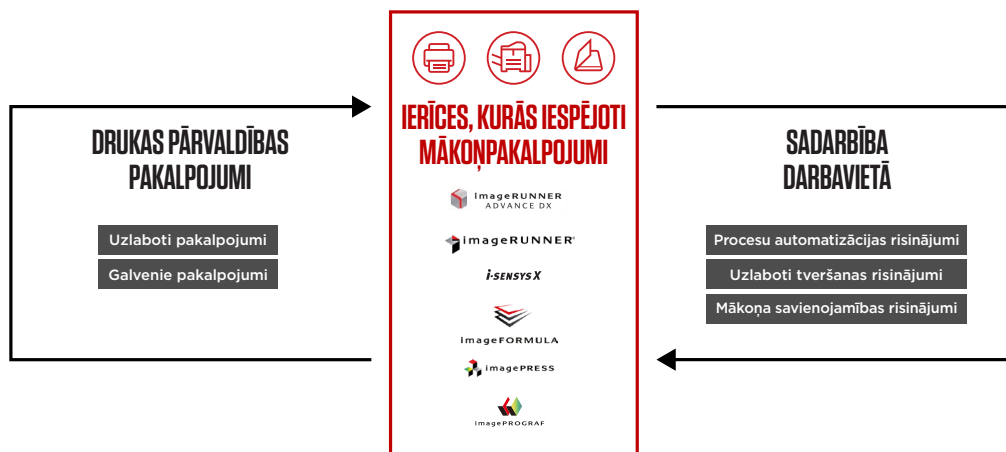 DRUKAS PĀRVALDĪBAS
PAKALPOJUMI
Uzlaboti pakalpojumi
Galvenie pakalpojumi
IERĪCES, KURĀS IESPĒJOTI
MĀKOŅPAKALPOJUMI
imageRUNNER
ADVANCE DX
imageRUNNER®
i-SENSYS X
imageFORMULA
imagePRESS
imagePROGRAF
SADARBĪBA
DARBAVIETĀ
Procesu automatizācijas risinājumi
Uzlaboti tveršanas risinājumi
Mākoņa savienojamības risinājumi